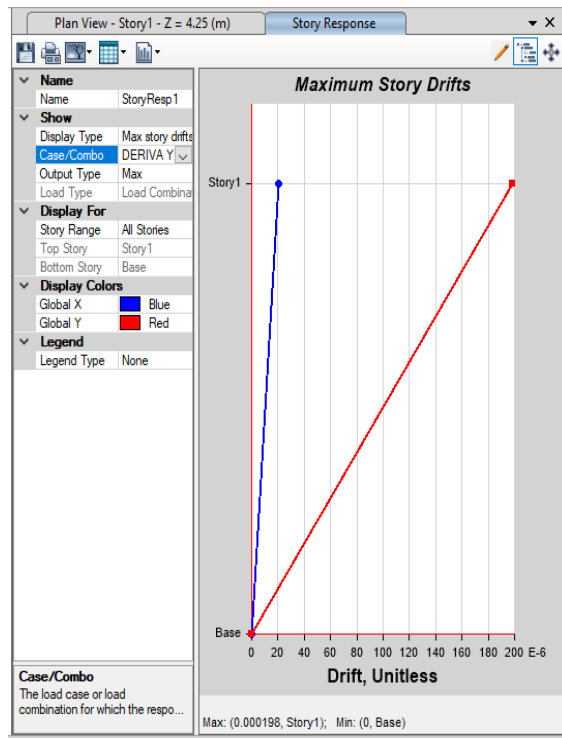 Plan View - Story1 - Z = 4.25 (m)
Story Response
Name
Name StoryResp1
Show
Display Type Max story drifts
Case/Combo DERIVA Y
Output Type Max
Load Type Load Combina
Display For
Story Range All Stories
Top Story Story1
Bottom Story Base
Display Colors
Global X Blue
Global Y Red
Legend
Legend Type None
Case/Combo
The load case or load
combination for which the respo...
Maximum Story Drifts
Story1
Base
0 20 40 60 80 100 120 140 160 180 200 E-6
Drift, Unitless
Max: (0.000198, Story1); Min: (0, Base)